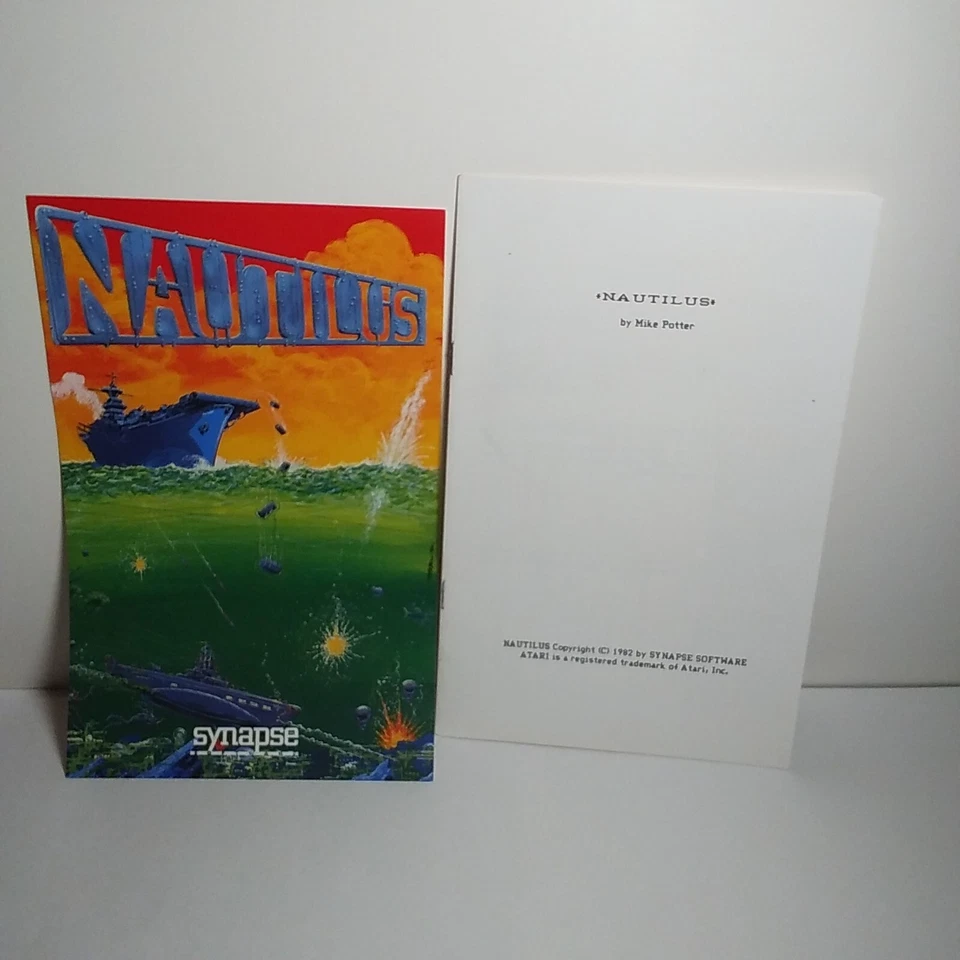 NAUTILUS
synapse
*NAUTILUS*
by Mike Potter
NAUTILUS Copyright (C) 1982 by SYNAPSE SOFTWARE
ATARI is a registered trademark of Atari, Inc.